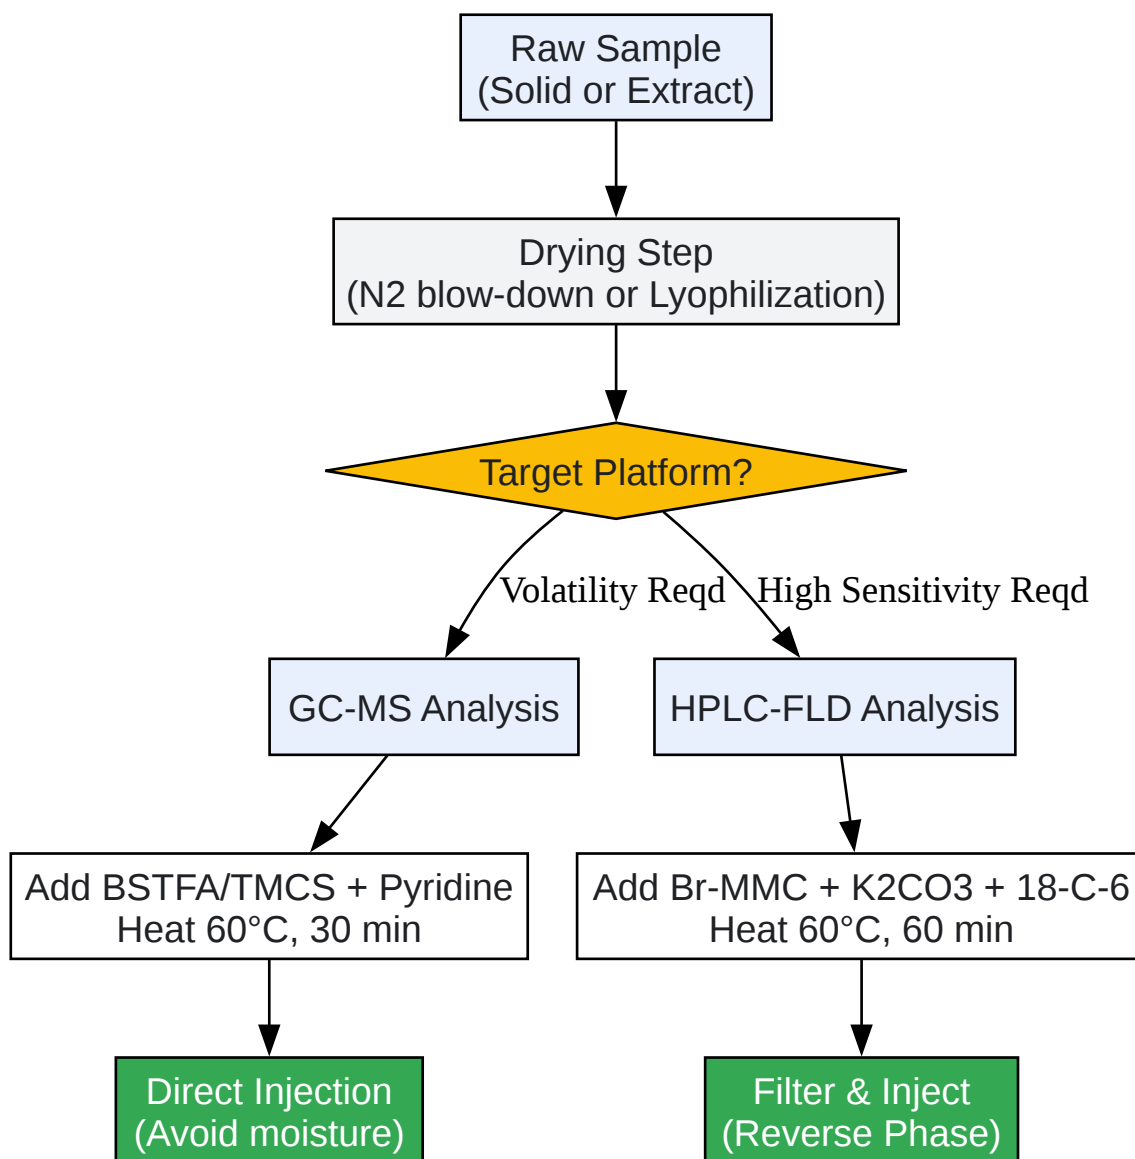 Raw Sample
(Solid or Extract)
Drying Step
(N2 blow-down or Lyophilization)
Target Platform?
Volatility Reqd
High Sensitivity Reqd
GC-MS Analysis
HPLC-FLD Analysis
Add BSTFA/TMCS + Pyridine
Heat 60°C, 30 min
Add Br-MMC + K2CO3 + 18-C-6
Heat 60°C, 60 min
Direct Injection
(Avoid moisture)
Filter & Inject
(Reverse Phase)